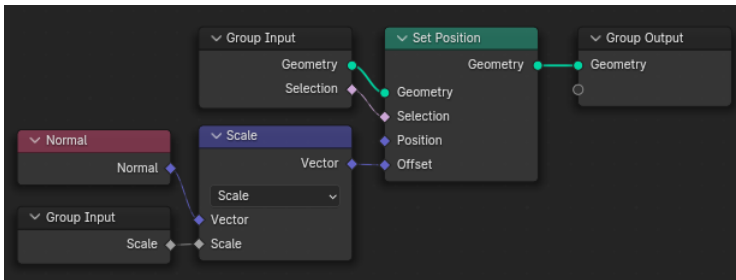 Group Input
Geometry
Selection
Set Position
Geometry
Geometry
Selection
Position
Offset
Group Output
Geometry
Normal
Normal
Scale
Vector
Scale
Vector
Scale
Group Input
Scale